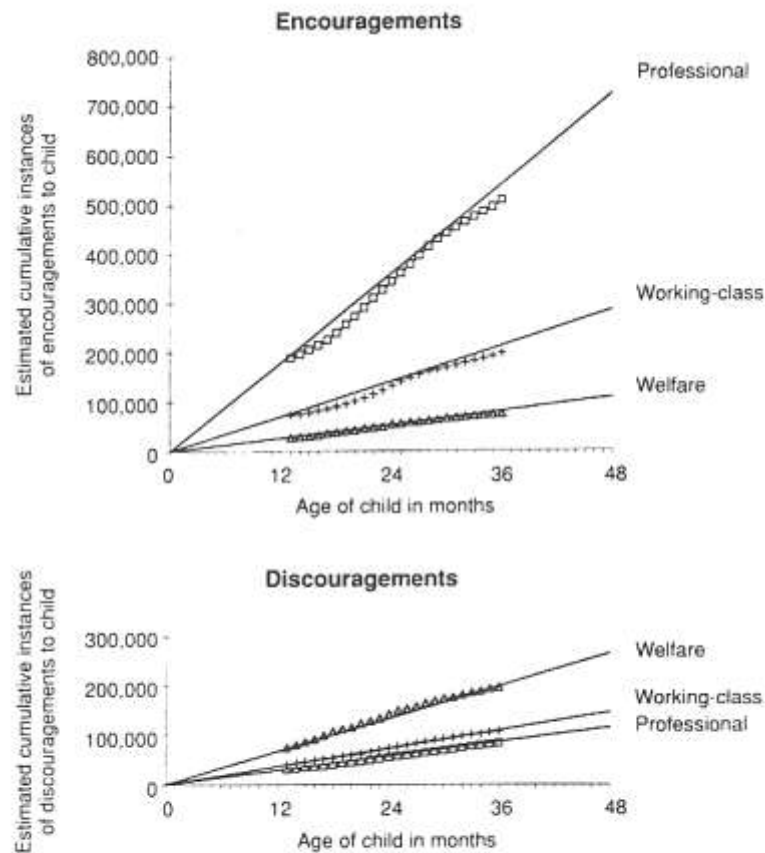 Encouragements
Estimated cumulative instances
of encouragements to child
800,000
700,000
600,000
500,000
400,000
300,000
200,000
100,000
0
Professional
Working-class
Welfare
0 12 24 36 48
Age of child in months
Discouragements
Estimated cumulative instances
of discouragements to child
300,000
200,000
100,000
0
Welfare
Working-class
Professional
0 12 24 36 48
Age of child in months